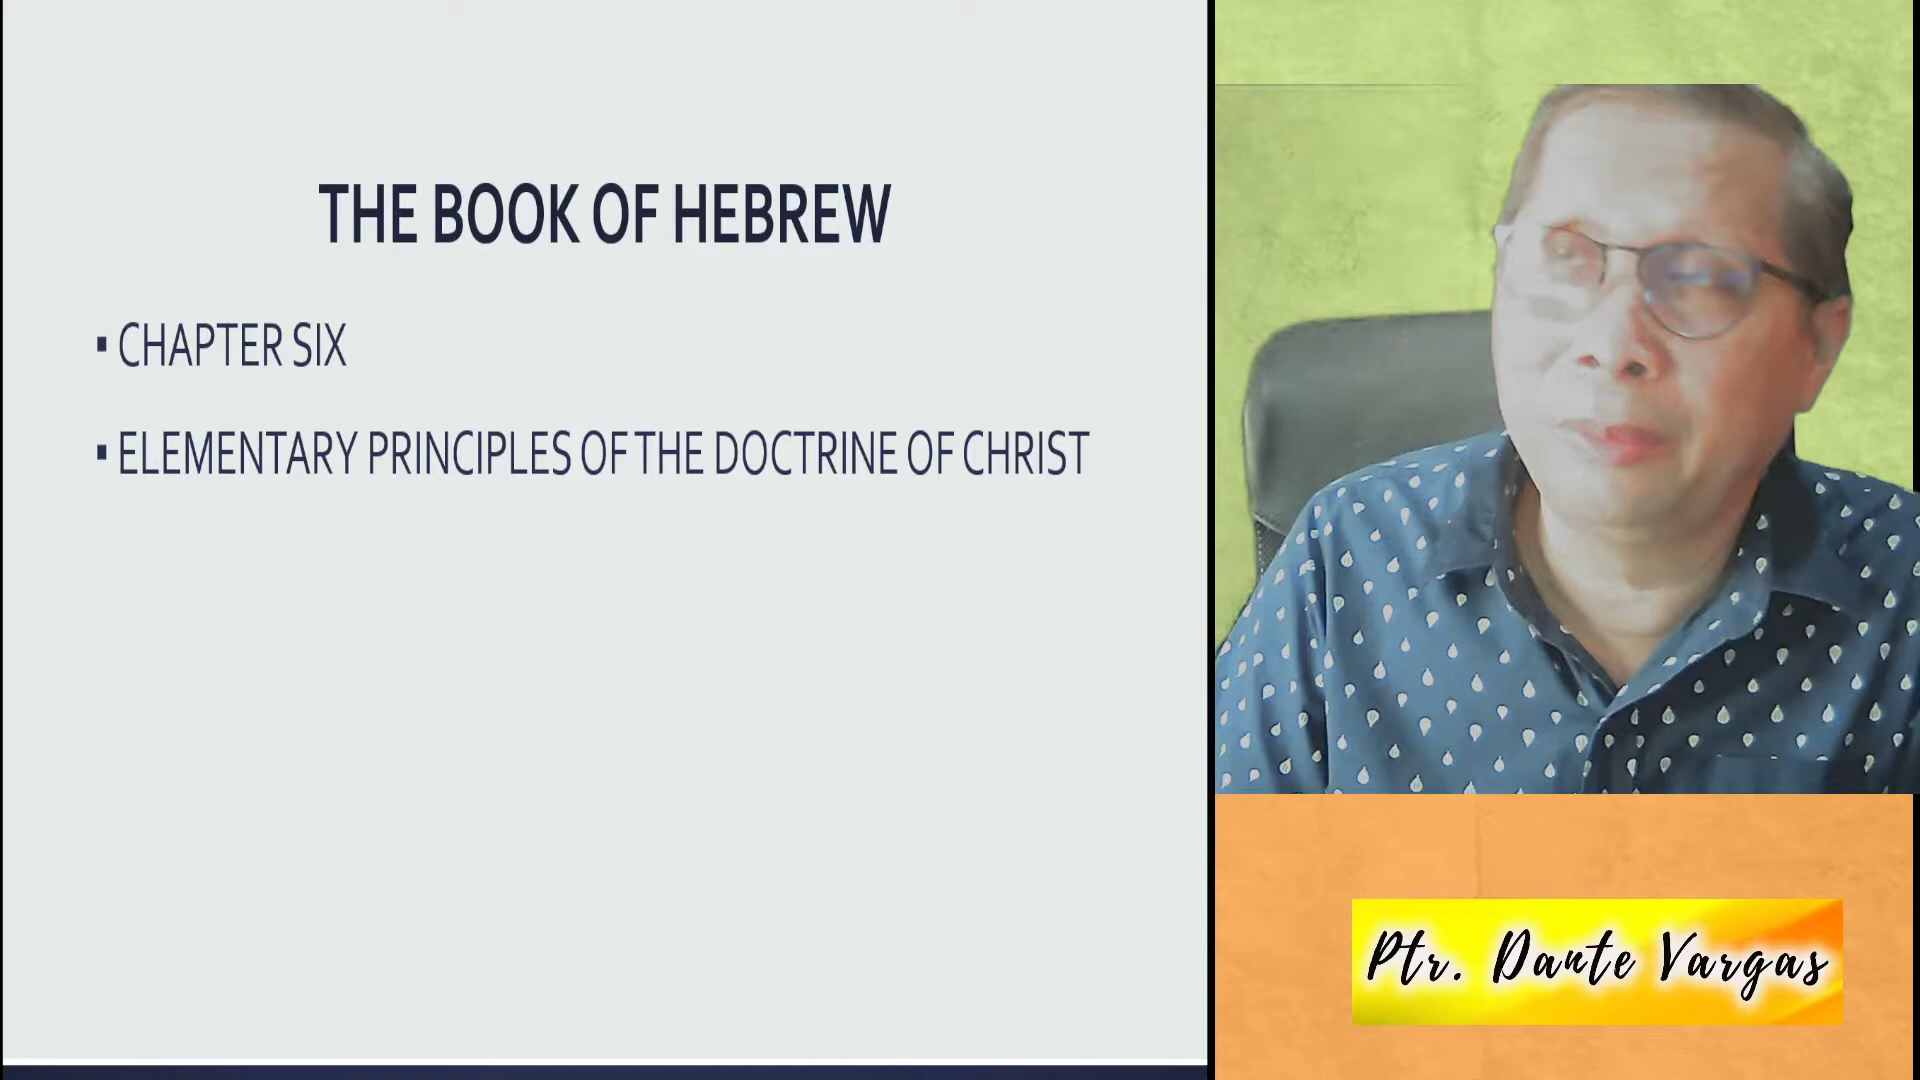 THE BOOK OF HEBREW
▪ CHAPTER SIX
▪ ELEMENTARY PRINCIPLES OF THE DOCTRINE OF CHRIST
Ptr. Dante Vargas